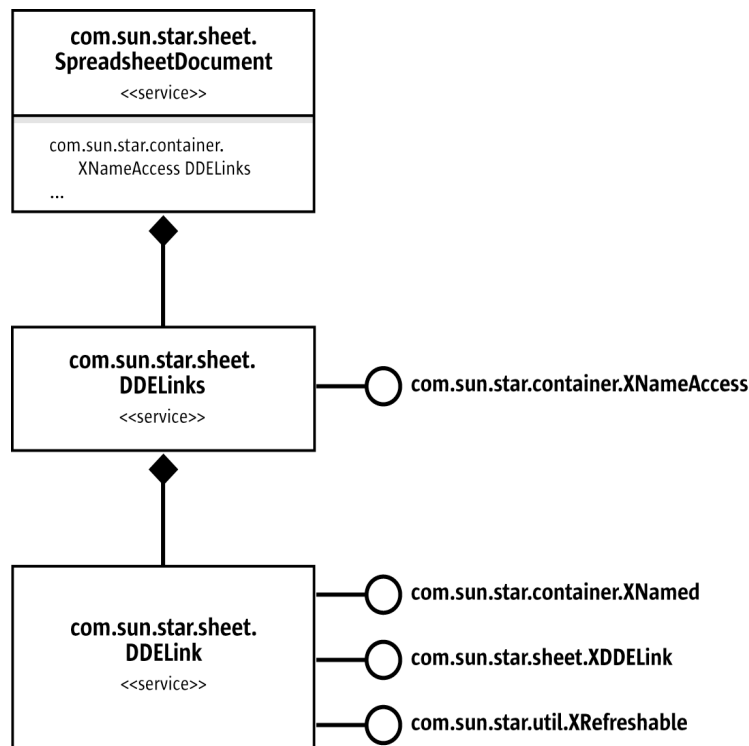 com.sun.star.sheet.
SpreadsheetDocument
<<service>>
com.sun.star.container.
XNameAccess DDELinks
...
com.sun.star.sheet.
DDELinks
<<service>>
com.sun.star.container.XNameAccess
com.sun.star.sheet.
DDELink
<<service>>
com.sun.star.container.XNamed
com.sun.star.sheet.XDDELink
com.sun.star.util.XRefreshable